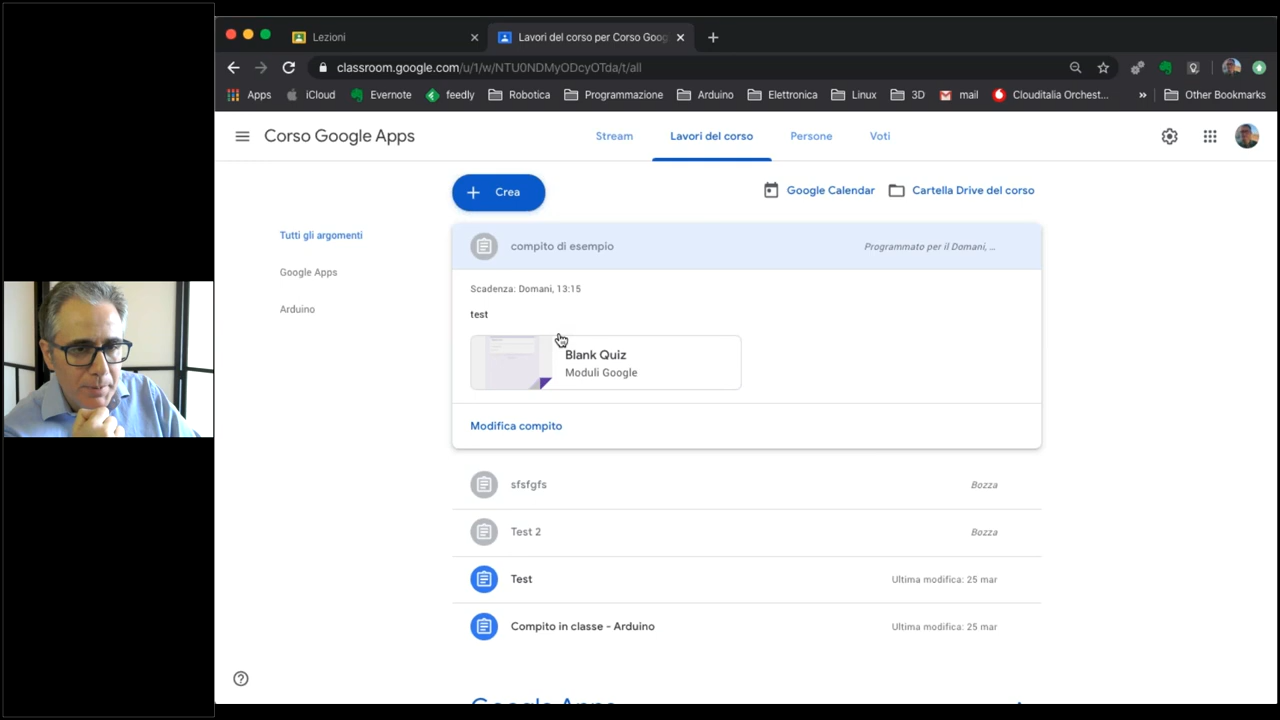 Lezioni
Lavori del corso per Corso Goog
classroom.google.com/u/1/w/NTU0NDMyODcyOTda/t/all
Apps iCloud Evernote feedly Robotica Programmazione Arduino Elettronica Linux 3D mail Clouditalia Orchest... » Other Bookmarks
Corso Google Apps Stream Lavori del corso Persone Voti
+ Crea Google Calendar Cartella Drive del corso
Tutti gli argomenti
Google Apps
Arduino
compito di esempio Programmato per il Domani, ...
Scadenza: Domani, 13:15
test
Blank Quiz
Moduli Google
Modifica compito
sfsfgfs Bozza
Test 2 Bozza
Test Ultima modifica: 25 mar
Compito in classe - Arduino Ultima modifica: 25 mar
Google Apps